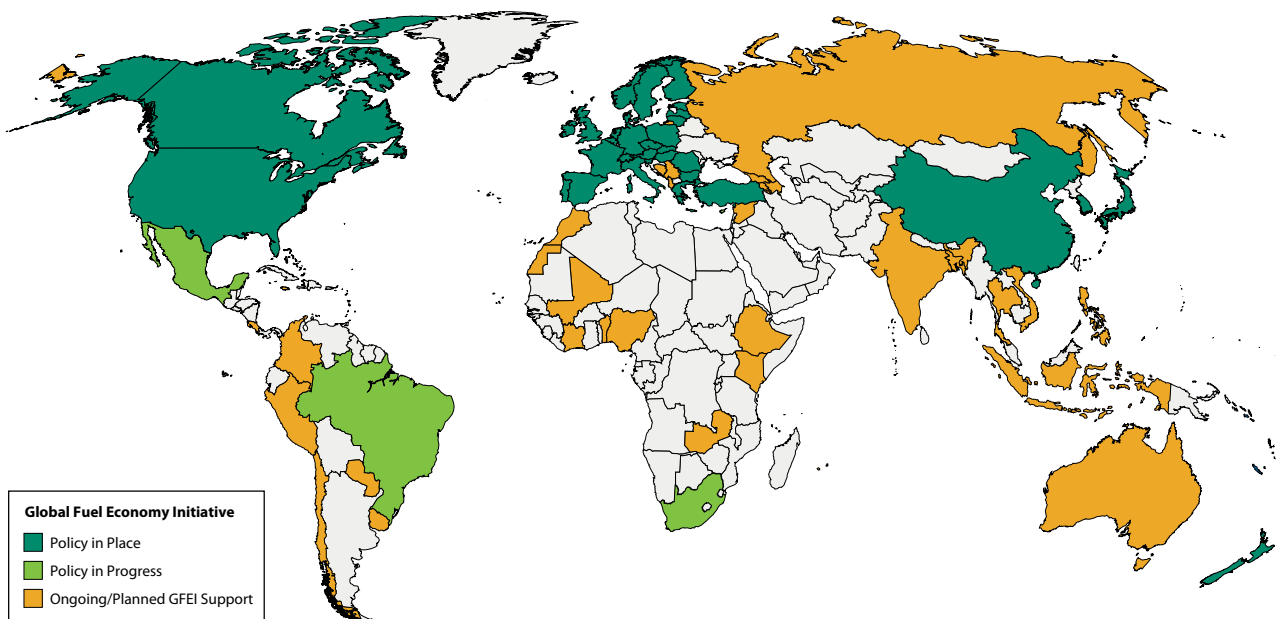 Global Fuel Economy Initiative
Policy in Place
Policy in Progress
Ongoing/Planned GFEI Support